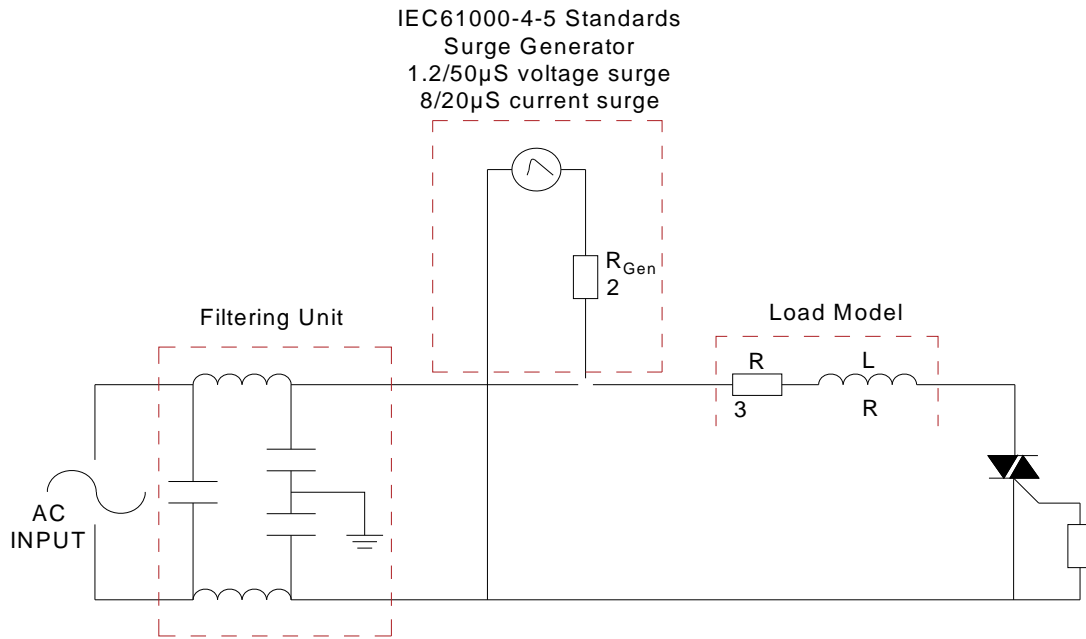 IEC61000-4-5 Standards
Surge Generator
1.2/50µS voltage surge
8/20µS current surge
RGen
2
Filtering Unit
Load Model
R
L
3
R
AC
INPUT